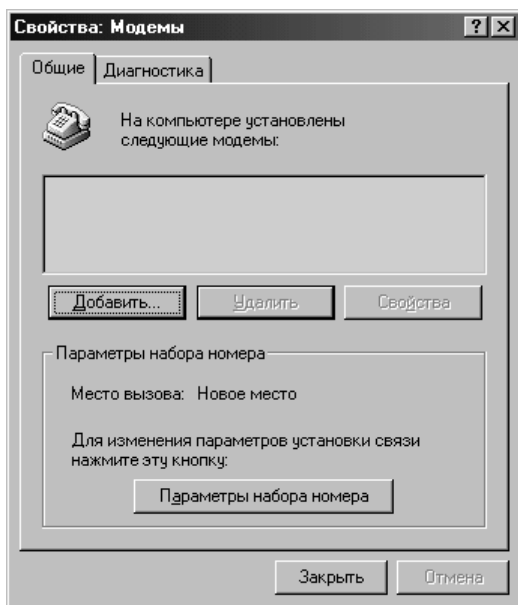 Свойства: Модемы
Общие
Диагностика
На компьютере установлены
следующие модемы:
Добавить...
Удалить
Свойства
Параметры набора номера
Место вызова: Новое место
Для изменения параметров установки связи
нажмите эту кнопку:
Параметры набора номера
Закрыть
Отмена